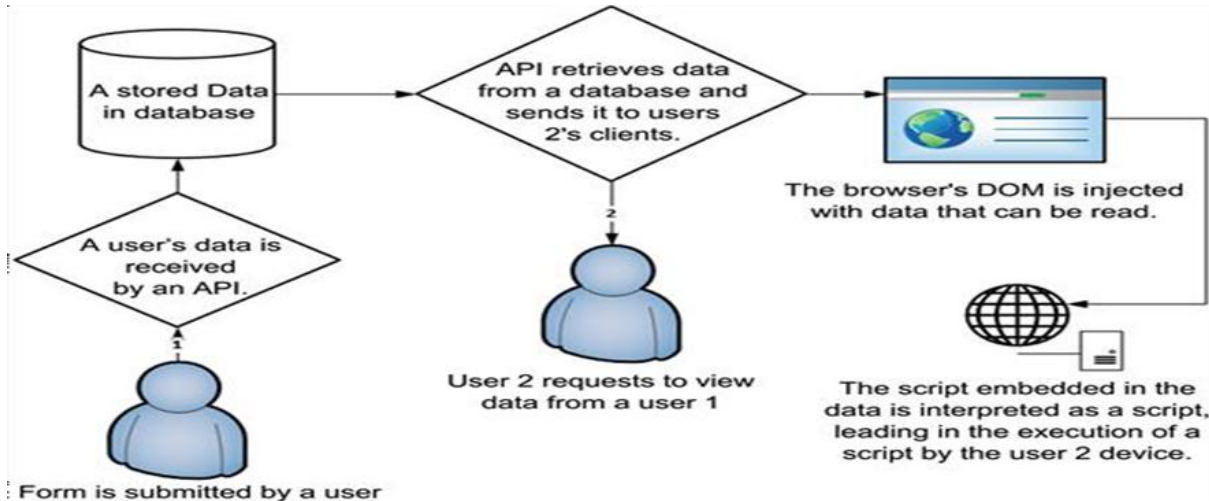 A stored Data
in database
API retrieves data
from a database and
sends it to users
2's clients.
The browser's DOM is injected
with data that can be read.
2
A user's data is
received
by an API.
1
User 2 requests to view
data from a user 1
The script embedded in the
data is interpreted as a script,
leading in the execution of a
script by the user 2 device.
Form is submitted by a user